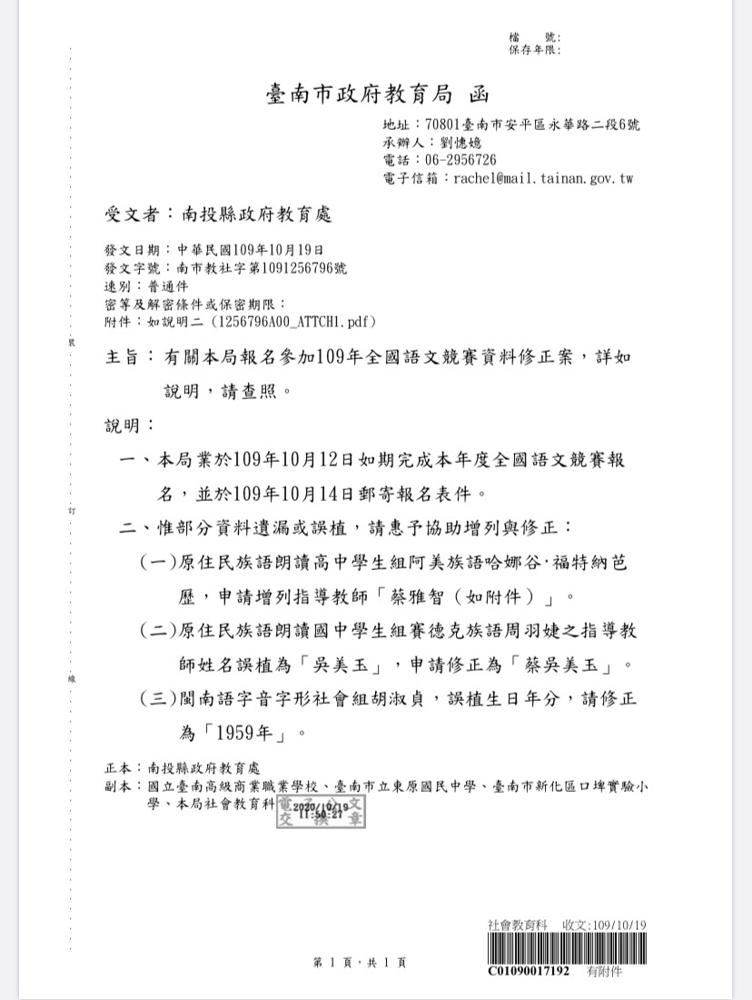 檔　　號:
保存年限:
臺南市政府教育局 函
地址：70801臺南市安平區永華路二段6號
承辦人：劉憓嬑
電話：06-2956726
電子信箱：rachel@mail.tainan.gov.tw
受文者：南投縣政府教育處
發文日期：中華民國109年10月19日
發文字號：南市教社字第1091256796號
速別：普通件
密等及解密條件或保密期限：
附件：如說明二（1256796A00_ATTCH1.pdf）
主旨：有關本局報名參加109年全國語文競賽資料修正案，詳如
說明，請查照。
說明：
一、本局業於109年10月12日如期完成本年度全國語文競賽報
名，並於109年10月14日郵寄報名表件。
二、惟部分資料遺漏或誤植，請惠予協助增列與修正：
(一)原住民族語朗讀高中學生組阿美族語哈娜谷·福特納芭
歷，申請增列指導教師「蔡雅智（如附件）」。
(二)原住民族語朗讀國中學生組賽德克族語周羽婕之指導教
師姓名誤植為「吳美玉」，申請修正為「蔡吳美玉」。
(三)閩南語字音字形社會組胡淑貞，誤植生日年分，請修正
為「1959年」。
正本：南投縣政府教育處
副本：國立臺南高級商業職業學校、臺南市立東原國民中學、臺南市新化區口埤實驗小
學、本局社會教育科
電子公文
交換章
2020/10/19
11:50:27
裝
訂
線
社會教育科　收文:109/10/19
C01090017192　有附件
第 1 頁，共 1 頁